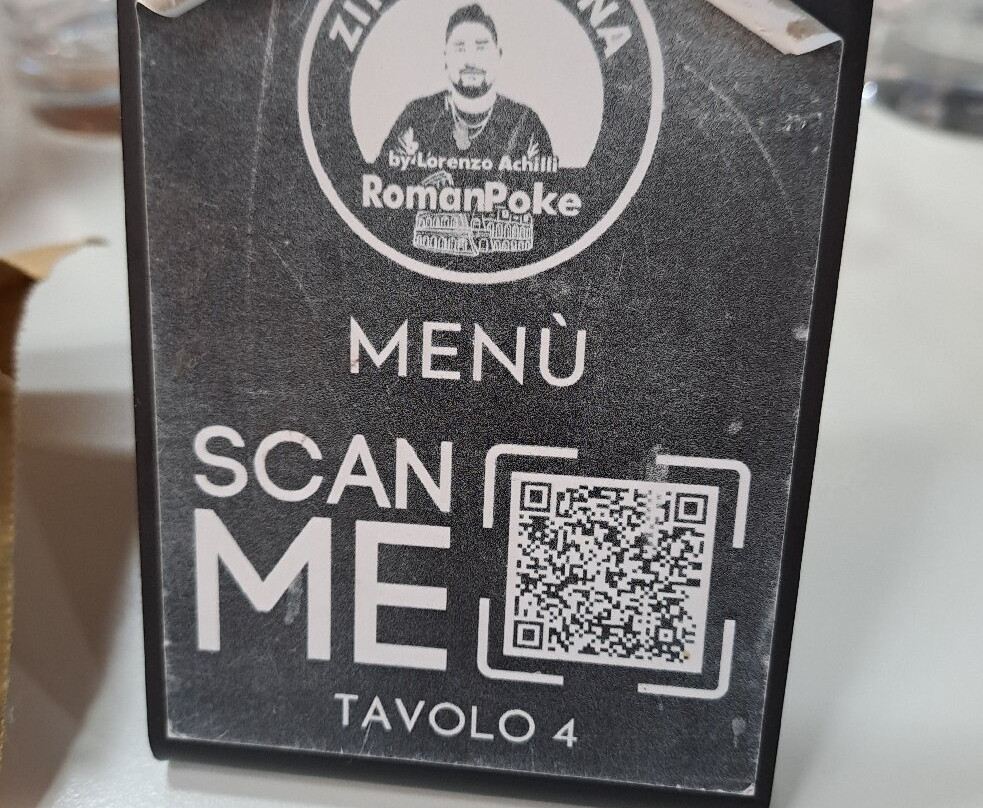 by Lorenzo Achilli
RomanPoke
MENÙ
SCAN
ME
TAVOLO 4